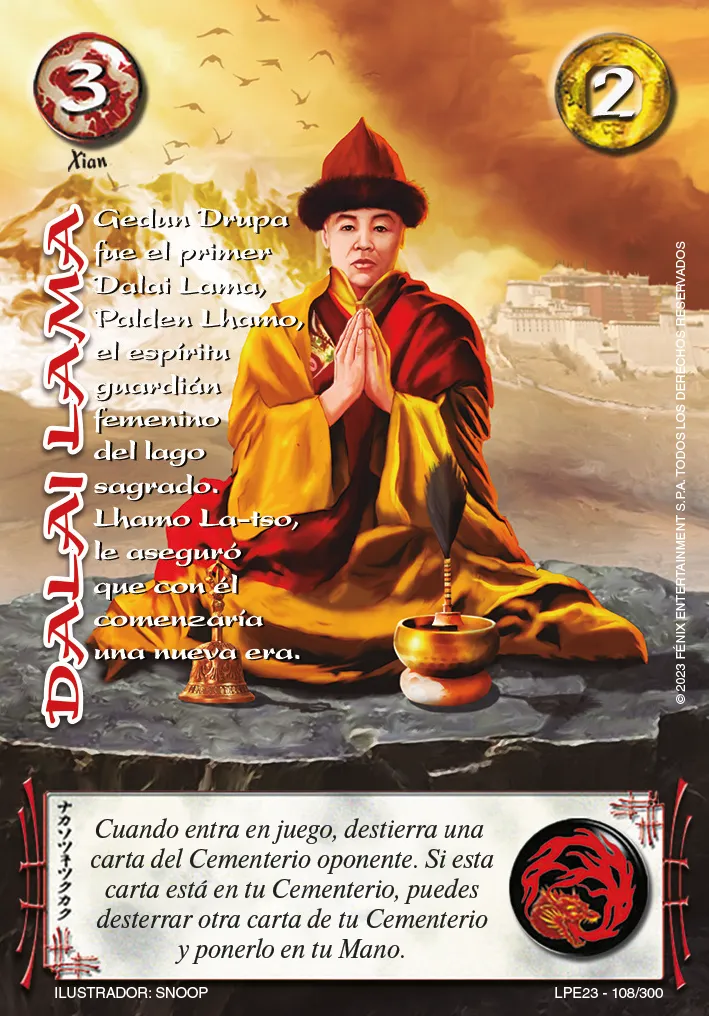 3
Xian
2
DALAI LAMA
Gedun Drupa
fue el primer
Dalai Lama,
Palden Lhamo,
el espíritu
guardián
femenino
del lago
sagrado.
Lhamo La-tso,
le aseguró
que con él
comenzaría
una nueva era.
© 2023 FÉNIX ENTERTAINMENT S.P.A. TODOS LOS DERECHOS RESERVADOS
ナカソツォツクカク
Cuando entra en juego, destierra una
carta del Cementerio oponente. Si esta
carta está en tu Cementerio, puedes
desterrar otra carta de tu Cementerio
y ponerlo en tu Mano.
ILUSTRADOR: SNOOP
LPE23 - 108/300